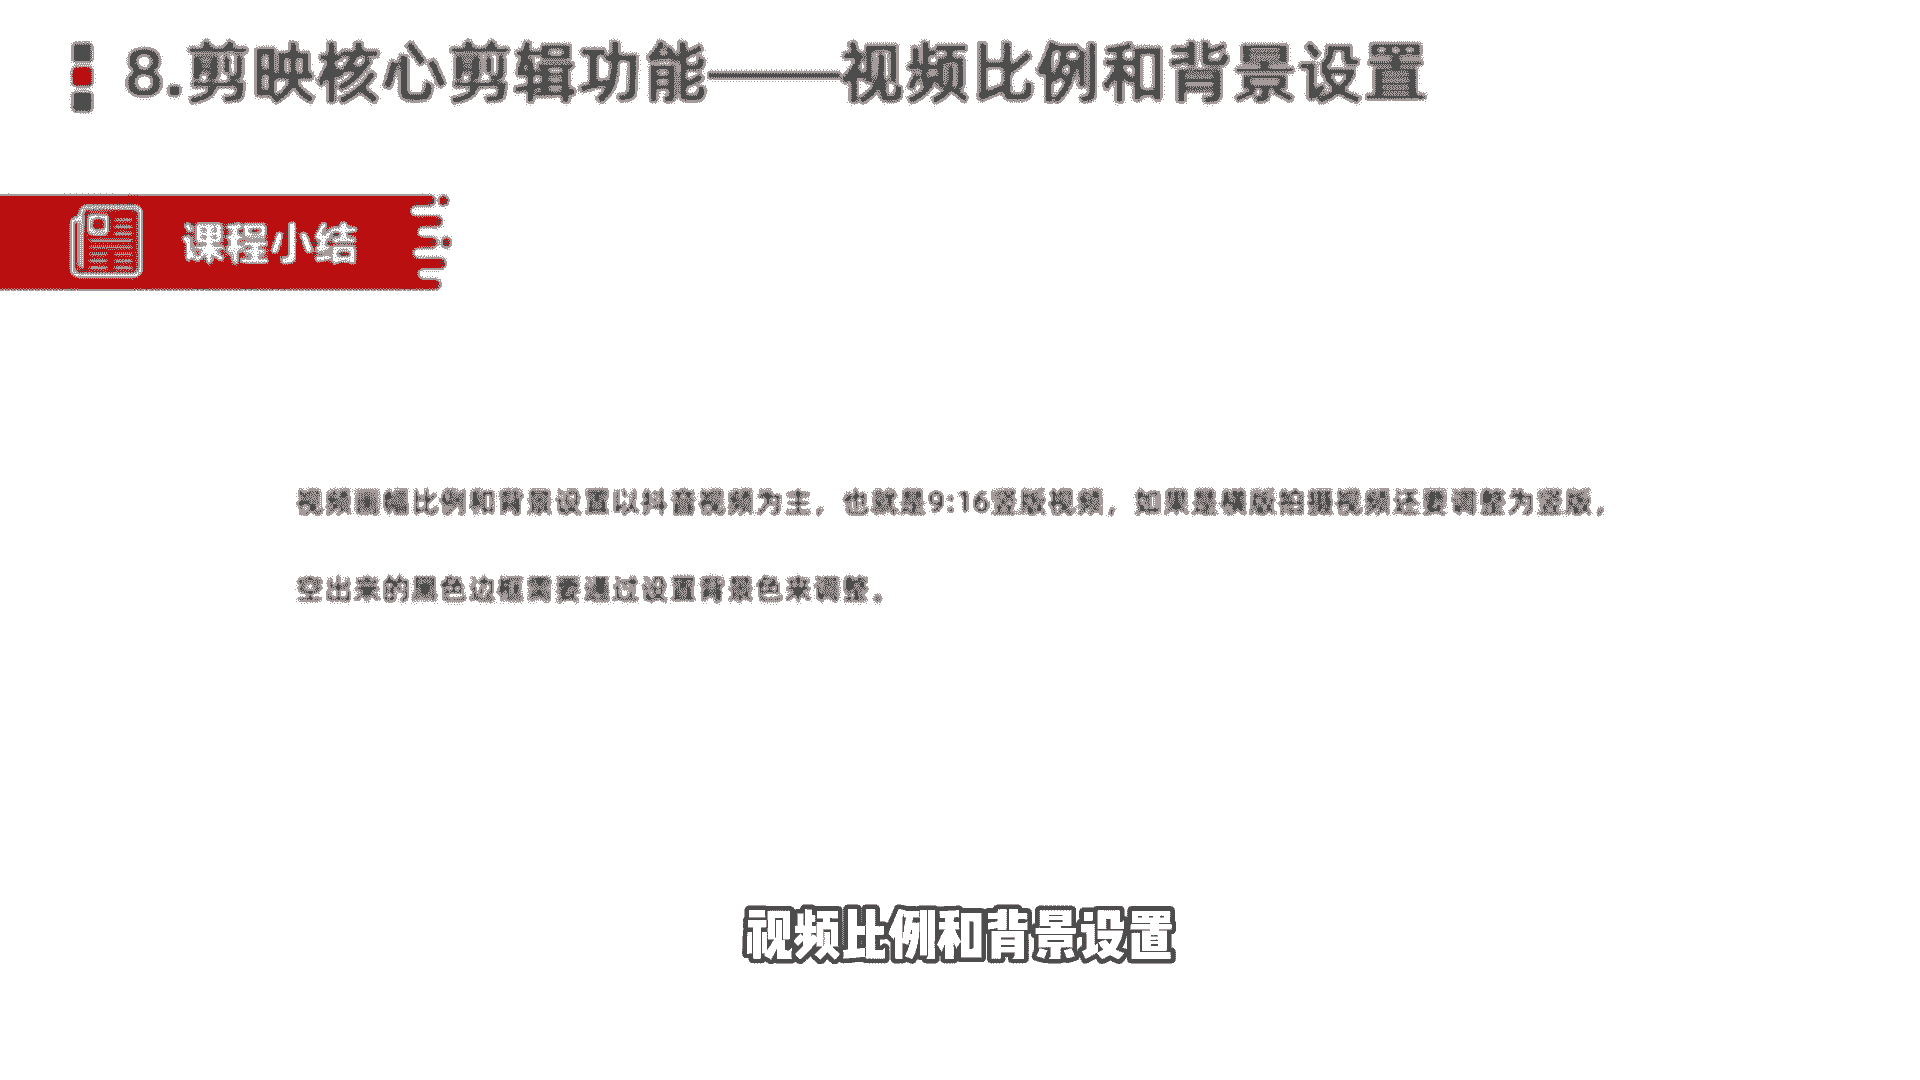 8.剪映核心剪辑功能——视频比例和背景设置
课程小结
视频画幅比例和背景设置以抖音视频为主，也就是9:16竖版视频，如果是横版拍摄视频还要调整为竖版，
空出来的黑色边框需要通过设置背景色来调整。
视频比例和背景设置